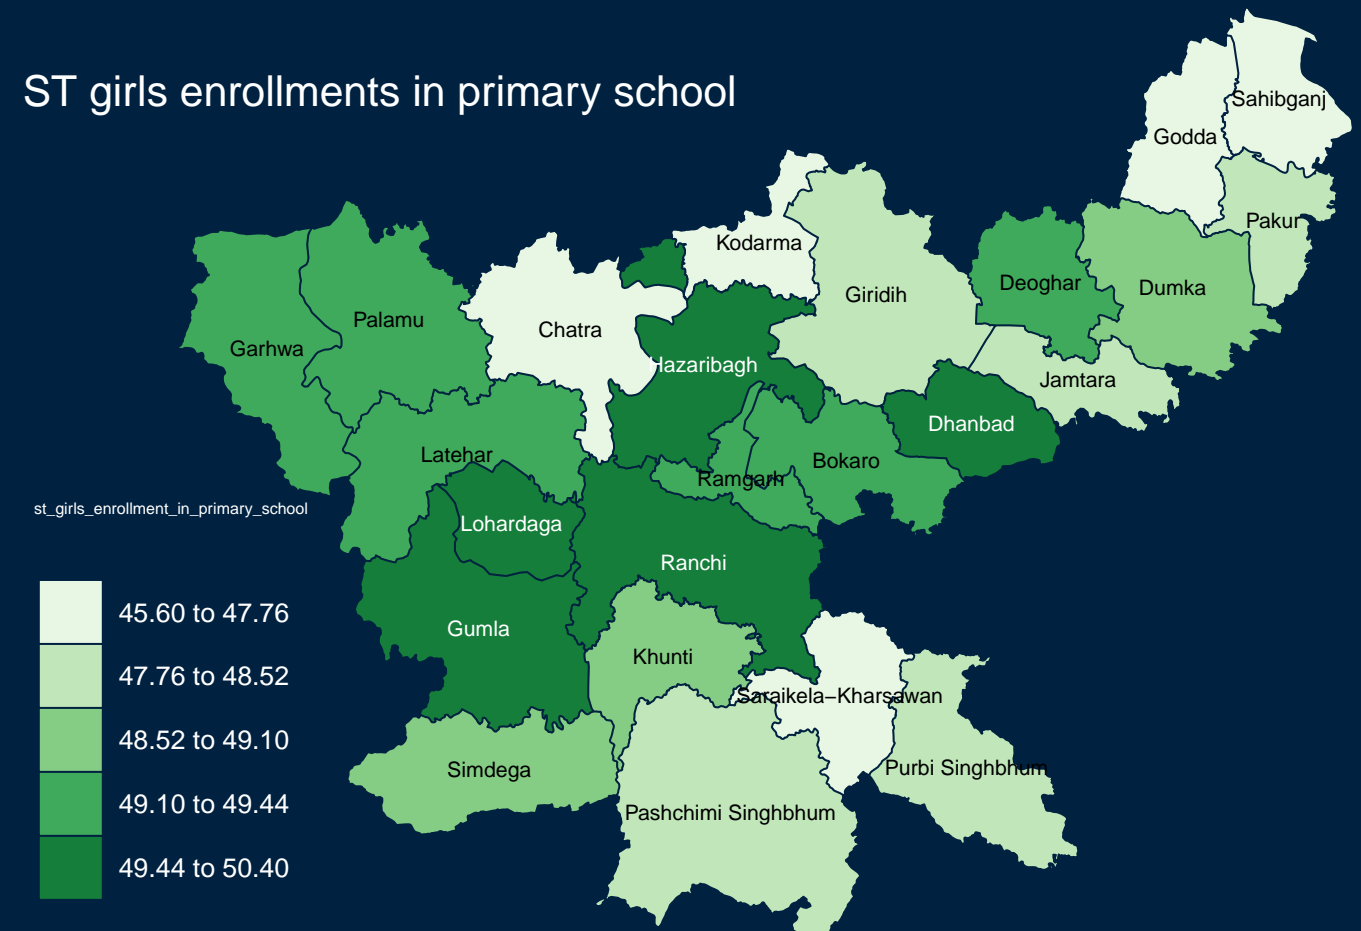 ST girls enrollments in primary school
Sahibganj
Godda
Pakur
Kodarma
Deoghar
Dumka
Giridih
Palamu
Chatra
Garhwa
Hazaribagh
Jamtara
Dhanbad
Latehar
Bokaro
Ramgarh
Lohardaga
Ranchi
Gumla
Khunti
Saraikela–Kharsawan
Simdega
Purbi Singhbhum
Pashchimi Singhbhum
st_girls_enrollment_in_primary_school
45.60 to 47.76
47.76 to 48.52
48.52 to 49.10
49.10 to 49.44
49.44 to 50.40